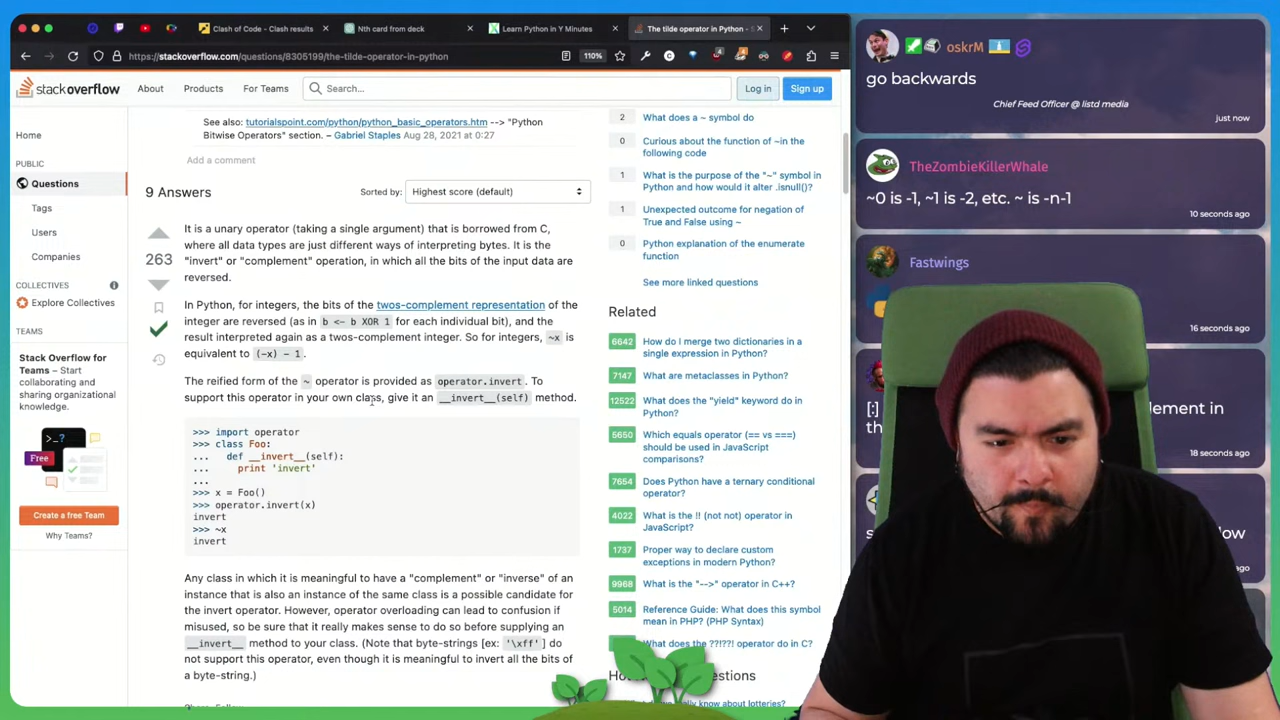 Clash of Code - Clash results
Nth card from deck
Learn Python in Y Minutes
The tilde operator in Python - S
https://stackoverflow.com/questions/8305199/the-tilde-operator-in-python
110%
stackoverflow
About
Products
For Teams
Search...
Log in
Sign up
Home
PUBLIC
Questions
Tags
Users
Companies
COLLECTIVES
Explore Collectives
TEAMS
Stack Overflow for
Teams – Start
collaborating and
sharing organizational
knowledge.
Free
Create a free Team
Why Teams?
See also: tutorialspoint.com/python/python_basic_operators.htm --> "Python
Bitwise Operators" section. – Gabriel Staples Aug 28, 2021 at 0:27
Add a comment
9 Answers
Sorted by:
Highest score (default)
263
It is a unary operator (taking a single argument) that is borrowed from C,
where all data types are just different ways of interpreting bytes. It is the
"invert" or "complement" operation, in which all the bits of the input data are
reversed.
In Python, for integers, the bits of the twos-complement representation of the
integer are reversed (as in b <- b XOR 1 for each individual bit), and the
result interpreted again as a twos-complement integer. So for integers, ~x is
equivalent to (-x) - 1.
The reified form of the ~ operator is provided as operator.invert. To
support this operator in your own class, give it an __invert__(self) method.
>>> import operator
>>> class Foo:
... def __invert__(self):
... print 'invert'
...
>>> x = Foo()
>>> operator.invert(x)
invert
>>> ~x
invert
Any class in which it is meaningful to have a "complement" or "inverse" of an
instance that is also an instance of the same class is a possible candidate for
the invert operator. However, operator overloading can lead to confusion if
misused, so be sure that it really makes sense to do so before supplying an
__invert__ method to your class. (Note that byte-strings [ex: '\xff'] do
not support this operator, even though it is meaningful to invert all the bits of
a byte-string.)
2 What does a ~ symbol do
0 Curious about the function of ~in the
following code
1 What is the purpose of the "~" symbol in
Python and how would it alter .isnull()?
1 Unexpected outcome for negation of
True and False using ~
0 Python explanation of the enumerate
function
See more linked questions
Related
6642 How do I merge two dictionaries in a
single expression in Python?
7147 What are metaclasses in Python?
12522 What does the "yield" keyword do in
Python?
5650 Which equals operator (== vs ===)
should be used in JavaScript
comparisons?
7654 Does Python have a ternary conditional
operator?
4022 What is the !! (not not) operator in
JavaScript?
1737 Proper way to declare custom
exceptions in modern Python?
9968 What is the "-->" operator in C++?
5014 Reference Guide: What does this symbol
mean in PHP? (PHP Syntax)
What does the ??!??! operator do in C?
oskrM
go backwards
Chief Feed Officer @ listd media
just now
TheZombieKillerWhale
~0 is -1, ~1 is -2, etc. ~ is -n-1
10 seconds ago
Fastwings
16 seconds ago
18 seconds ago